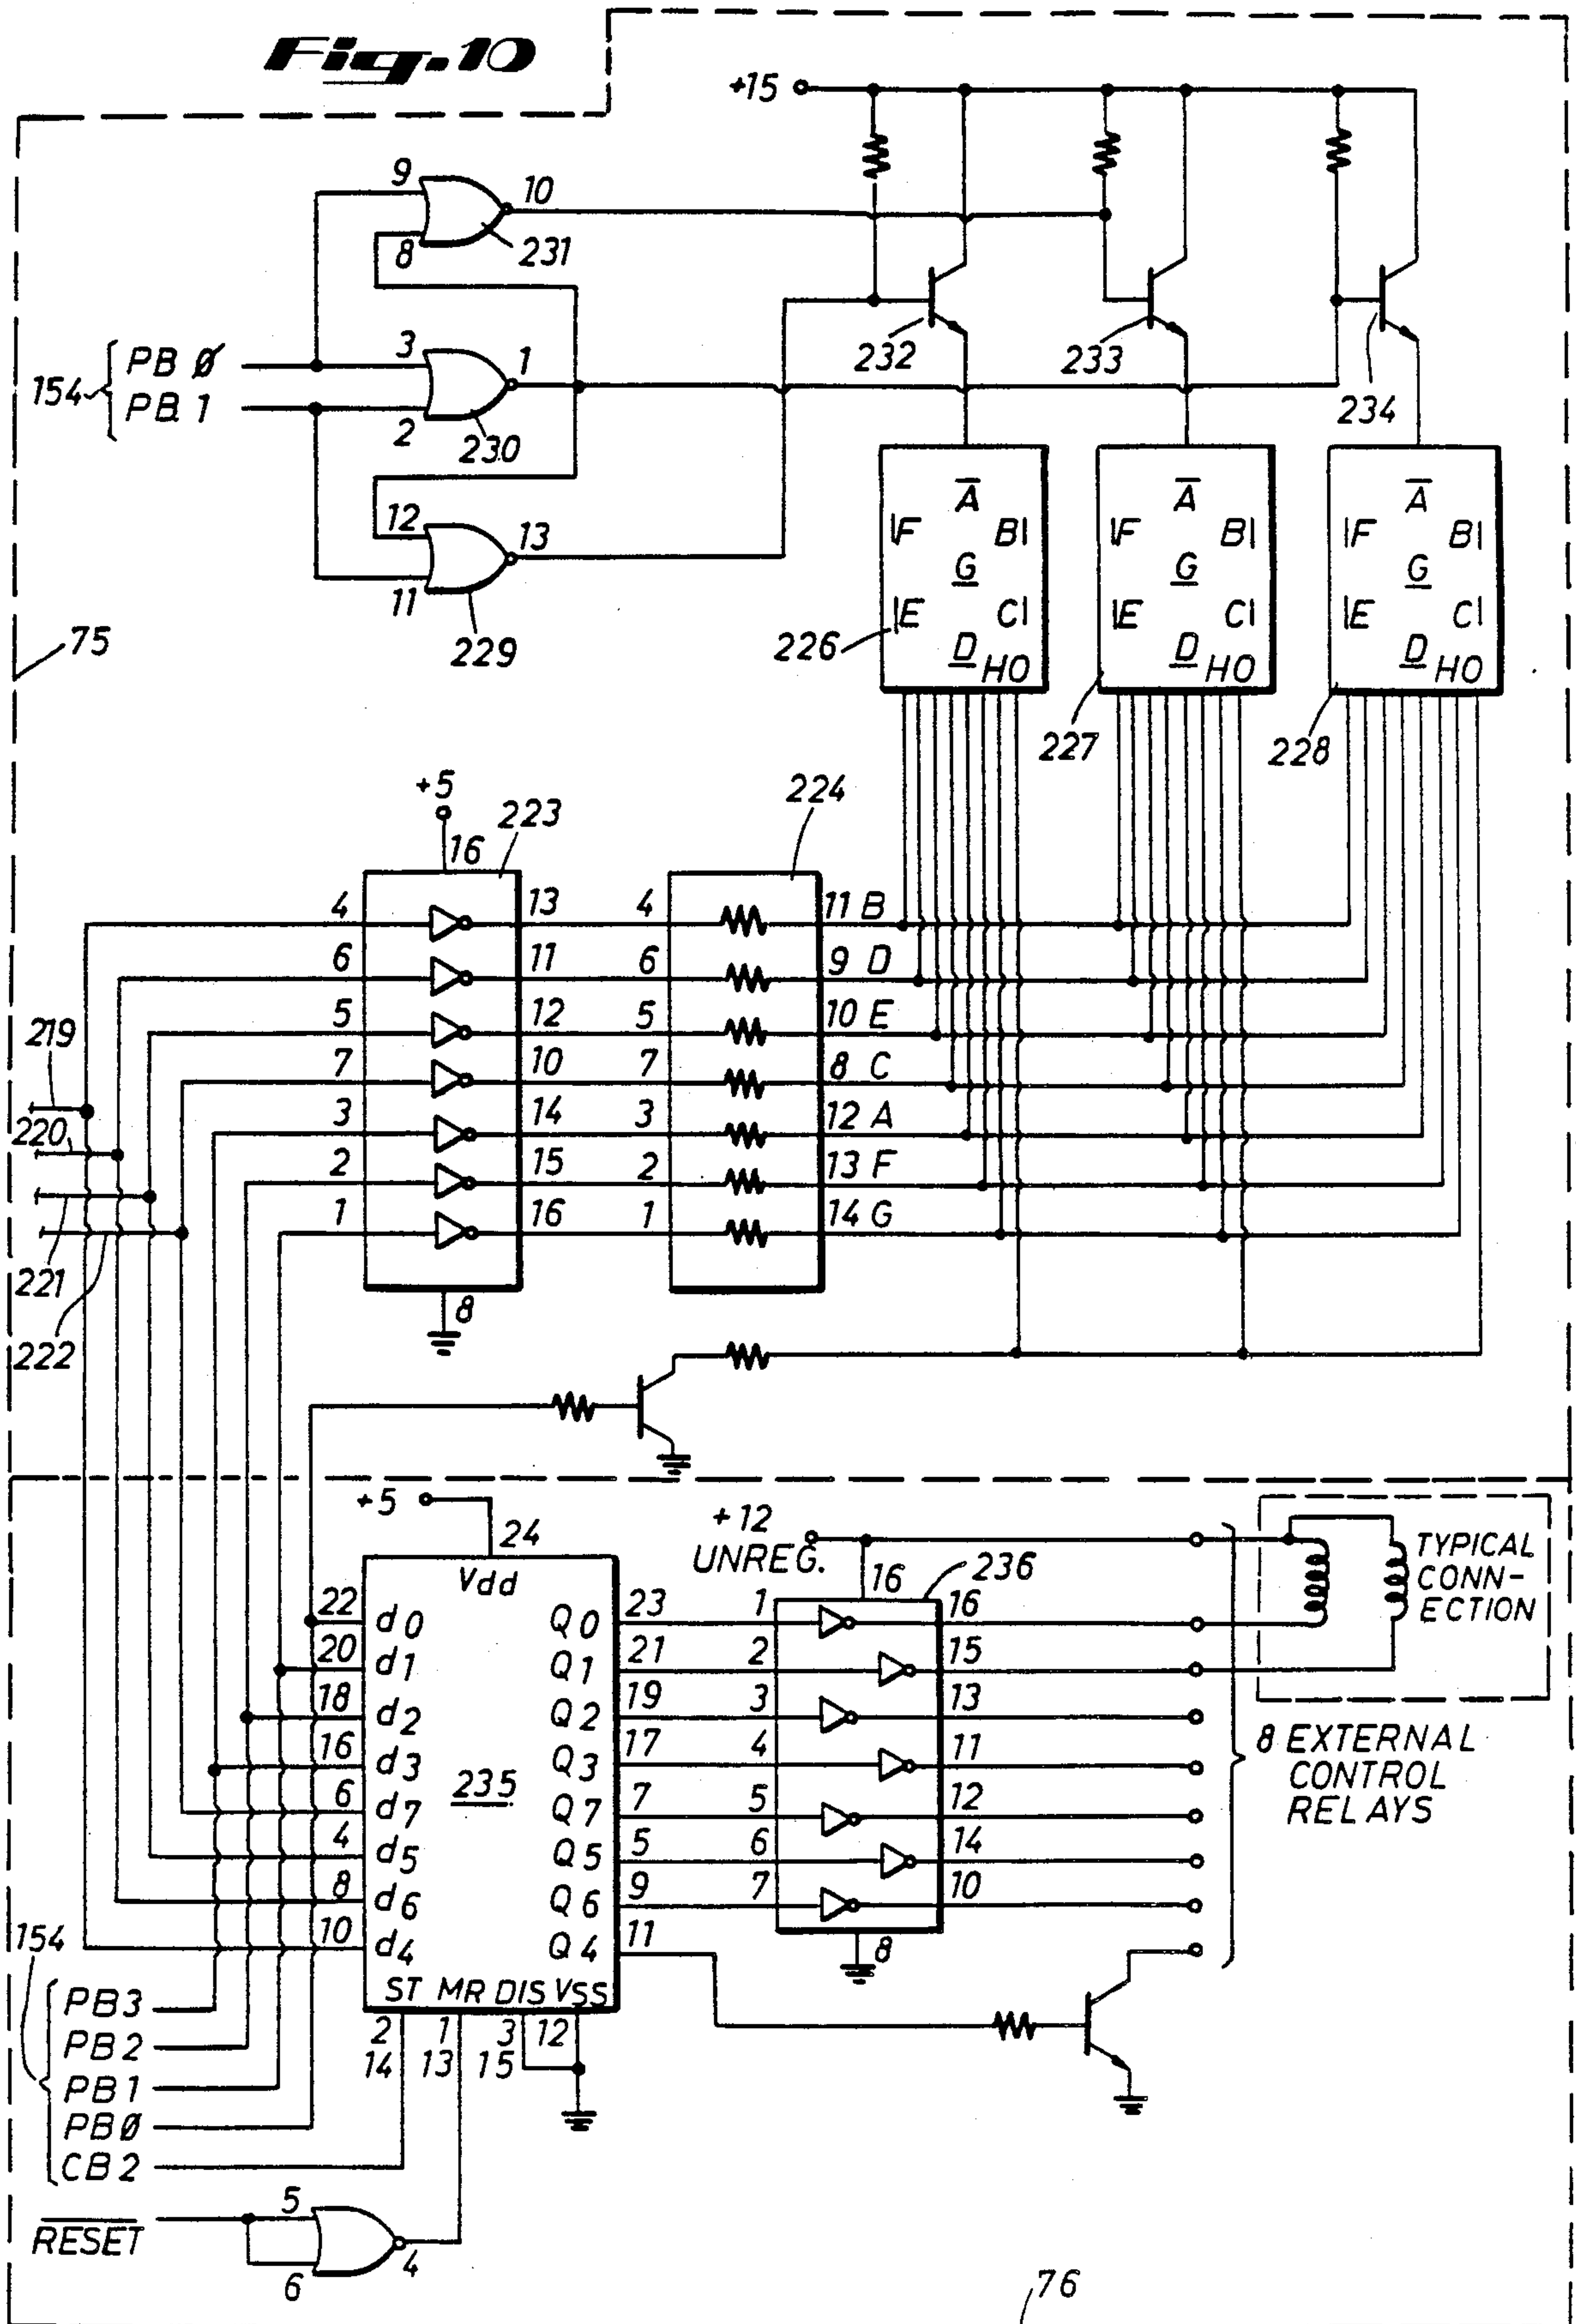 Fig. 10
+15
9 10
8 231
154 PB Ø 3 1
PB 1 2 230
12 13
11 229
232 233 234
A A A
F B F B F B
G G G
E C E C E C
D HO D HO D HO
226 227 228
75
+5 223 224
16
4 13 4 11 B
6 11 6 9 D
5 12 5 10 E
7 10 7 8 C
3 14 3 12 A
2 15 2 13 F
1 16 1 14 G
8
219
220
221
222
+5 24 Vdd
+12
UNREG.
16 236
TYPICAL
CONN-
ECTION
22 d0 Q0 23 1 16
20 d1 Q1 21 2 15
18 d2 Q2 19 3 13
16 d3 Q3 17 4 11
235
6 d7 Q7 7 5 12
4 d5 Q5 5 6 14
8 d6 Q6 9 7 10
10 d4 Q4 11 8
8 EXTERNAL
CONTROL
RELAYS
ST MR DIS VSS
2 1 3 12
14 13 15
154
PB3
PB2
PB1
PBØ
CB2
RESET
5
6 4
76